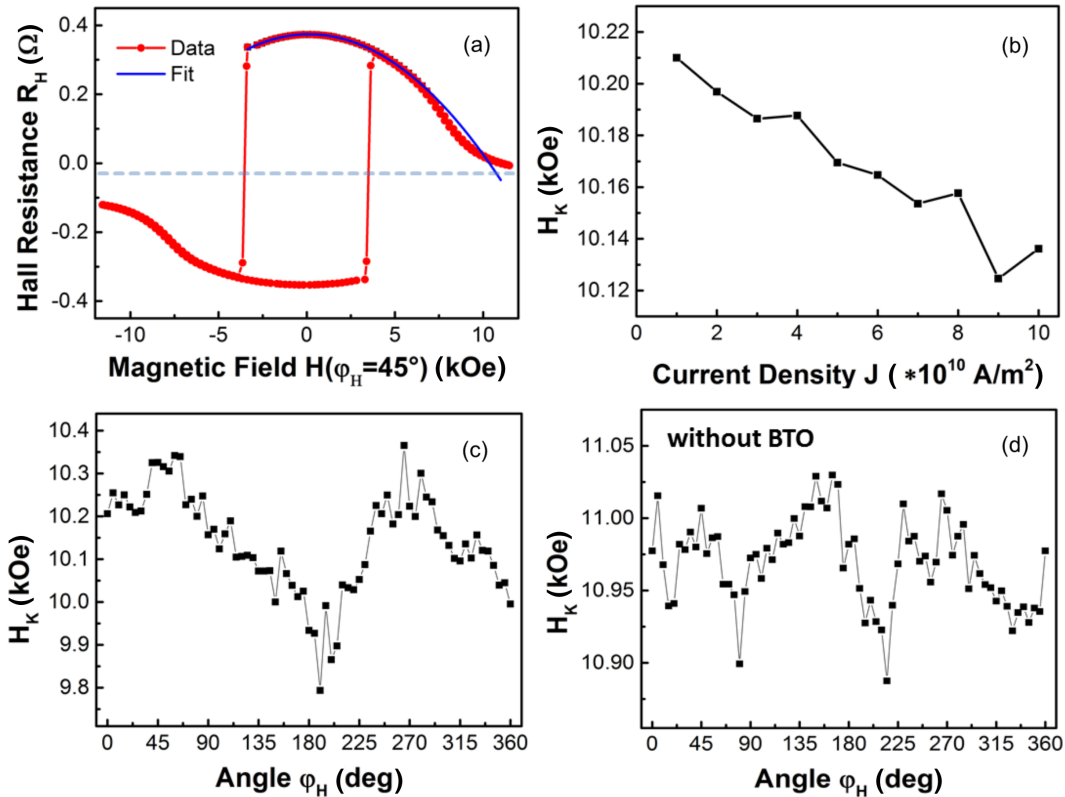 (a)
Data
Fit
0.4
0.2
0.0
-0.2
-0.4
Hall Resistance R_H (Ω)
-10 -5 0 5 10
Magnetic Field H(φ_H=45°) (kOe)
(b)
10.22
10.20
10.18
10.16
10.14
10.12
H_K (kOe)
0 2 4 6 8 10
Current Density J ( *10¹⁰ A/m²)
(c)
10.4
10.3
10.2
10.1
10.0
9.9
9.8
H_K (kOe)
0 45 90 135 180 225 270 315 360
Angle φ_H (deg)
without BTO
(d)
11.05
11.00
10.95
10.90
H_K (kOe)
0 45 90 135 180 225 270 315 360
Angle φ_H (deg)